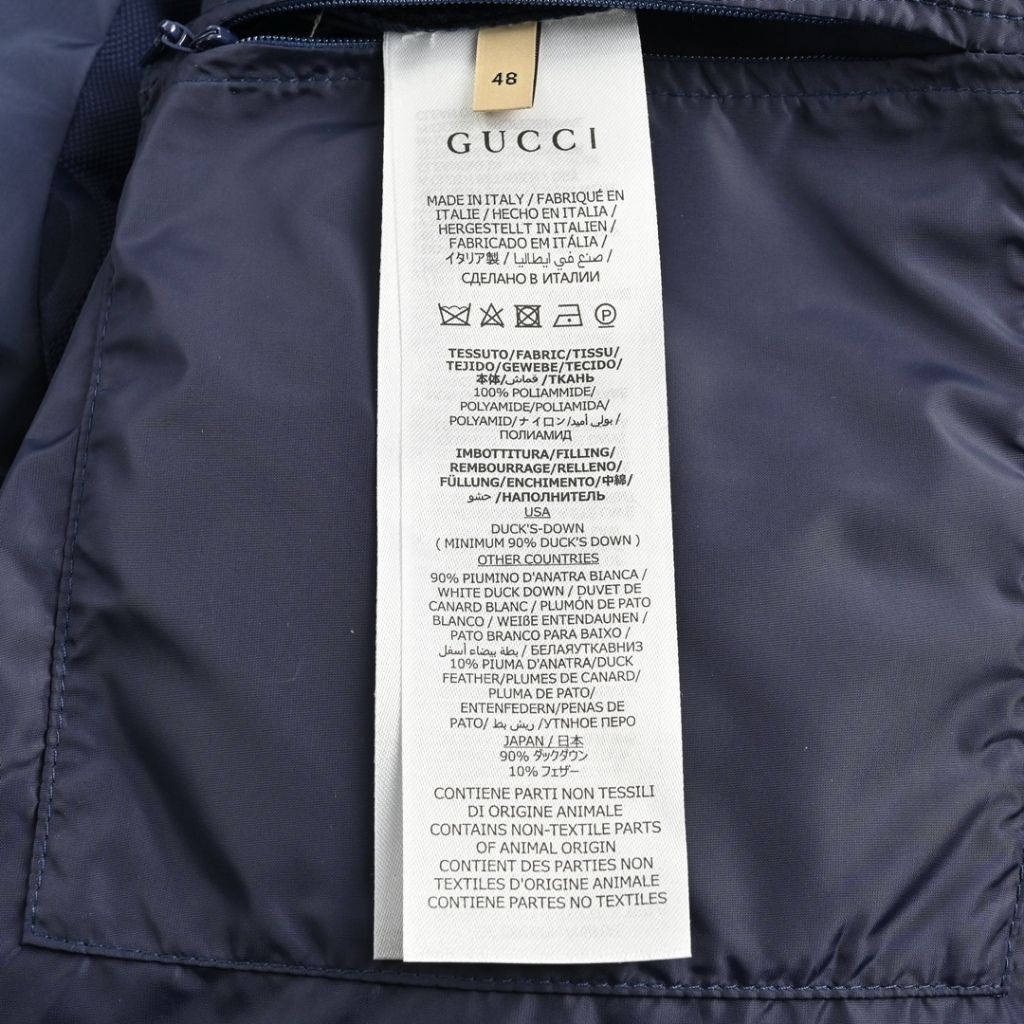 48
GUCCI
MADE IN ITALY / FABRIQUÉ EN
ITALIE / HECHO EN ITALIA /
HERGESTELLT IN ITALIEN /
FABRICADO EM ITÁLIA /
イタリア製 / صنع في ايطاليا /
СДЕЛАНО В ИТАЛИИ
TESSUTO/FABRIC/TISSU/
TEJIDO/GEWEBE/TECIDO/
本体/قماش /ТКАНЬ
100% POLIAMMIDE/
POLYAMIDE/POLIAMIDA/
POLYAMID/ナイロン/بولي أميد/
ПОЛИАМИД
IMBOTTITURA/FILLING/
REMBOURRAGE/RELLENO/
FÜLLUNG/ENCHIMENTO/中綿/
حشو /НАПОЛНИТЕЛЬ
USA
DUCK'S-DOWN
( MINIMUM 90% DUCK'S DOWN )
OTHER COUNTRIES
90% PIUMINO D'ANATRA BIANCA /
WHITE DUCK DOWN / DUVET DE
CANARD BLANC / PLUMÓN DE PATO
BLANCO / WEIßE ENTENDAUNEN /
PATO BRANCO PARA BAIXO /
بطة بيضاء أسفل / БЕЛАЯУТКАВНИЗ
10% PIUMA D'ANATRA/DUCK
FEATHER/PLUMES DE CANARD/
PLUMA DE PATO/
ENTENFEDERN/PENAS DE
PATO/ ريش بط /УТНОЕ ПЕРО
JAPAN / 日本
90% ダックダウン
10% フェザー
CONTIENE PARTI NON TESSILI
DI ORIGINE ANIMALE
CONTAINS NON-TEXTILE PARTS
OF ANIMAL ORIGIN
CONTIENT DES PARTIES NON
TEXTILES D'ORIGINE ANIMALE
CONTIENE PARTES NO TEXTILES